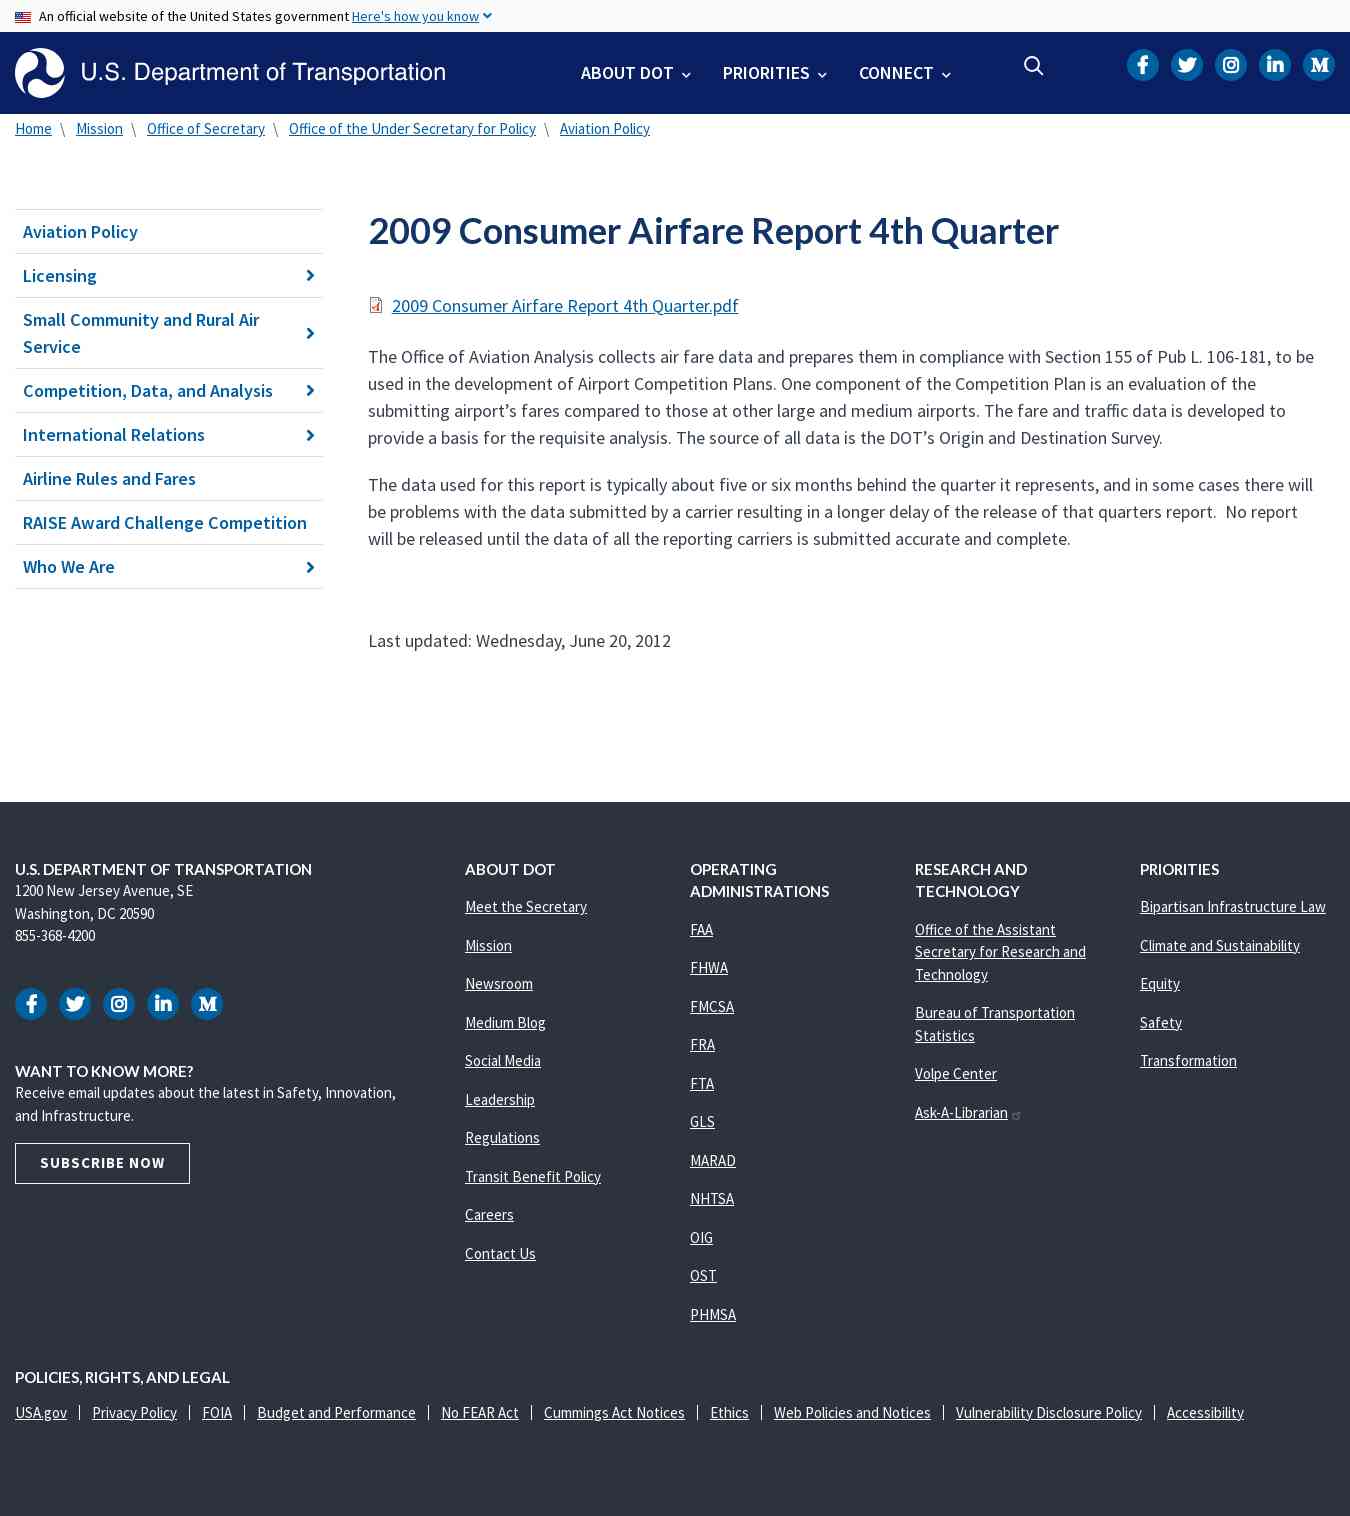 An official website of the United States government Here's how you know
U.S. Department of Transportation
ABOUT DOT
PRIORITIES
CONNECT
Home \ Mission \ Office of Secretary \ Office of the Under Secretary for Policy \ Aviation Policy
Aviation Policy
Licensing
Small Community and Rural Air
Service
Competition, Data, and Analysis
International Relations
Airline Rules and Fares
RAISE Award Challenge Competition
Who We Are
2009 Consumer Airfare Report 4th Quarter
2009 Consumer Airfare Report 4th Quarter.pdf
The Office of Aviation Analysis collects air fare data and prepares them in compliance with Section 155 of Pub L. 106-181, to be
used in the development of Airport Competition Plans. One component of the Competition Plan is an evaluation of the
submitting airport’s fares compared to those at other large and medium airports. The fare and traffic data is developed to
provide a basis for the requisite analysis. The source of all data is the DOT’s Origin and Destination Survey.
The data used for this report is typically about five or six months behind the quarter it represents, and in some cases there will
be problems with the data submitted by a carrier resulting in a longer delay of the release of that quarters report.  No report
will be released until the data of all the reporting carriers is submitted accurate and complete.
Last updated: Wednesday, June 20, 2012
U.S. DEPARTMENT OF TRANSPORTATION
1200 New Jersey Avenue, SE
Washington, DC 20590
855-368-4200
WANT TO KNOW MORE?
Receive email updates about the latest in Safety, Innovation,
and Infrastructure.
SUBSCRIBE NOW
ABOUT DOT
Meet the Secretary
Mission
Newsroom
Medium Blog
Social Media
Leadership
Regulations
Transit Benefit Policy
Careers
Contact Us
OPERATING
ADMINISTRATIONS
FAA
FHWA
FMCSA
FRA
FTA
GLS
MARAD
NHTSA
OIG
OST
PHMSA
RESEARCH AND
TECHNOLOGY
Office of the Assistant
Secretary for Research and
Technology
Bureau of Transportation
Statistics
Volpe Center
Ask-A-Librarian
PRIORITIES
Bipartisan Infrastructure Law
Climate and Sustainability
Equity
Safety
Transformation
POLICIES, RIGHTS, AND LEGAL
USA.gov | Privacy Policy | FOIA | Budget and Performance | No FEAR Act | Cummings Act Notices | Ethics | Web Policies and Notices | Vulnerability Disclosure Policy | Accessibility